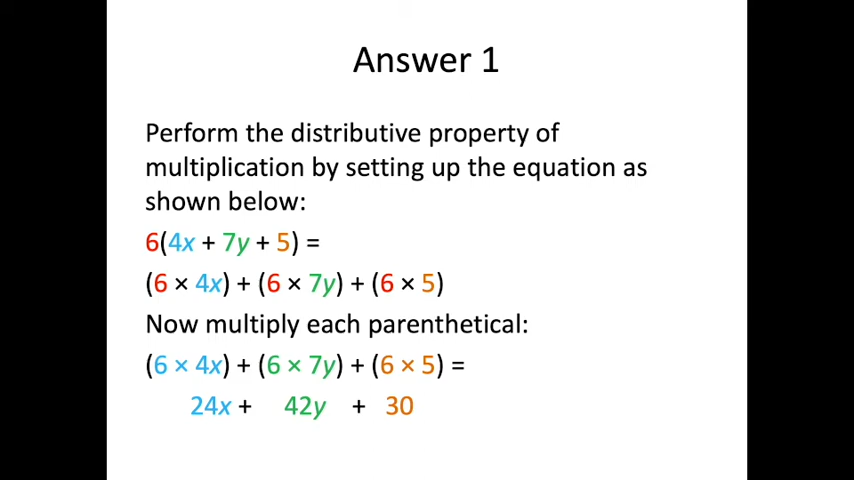 Answer 1
Perform the distributive property of
multiplication by setting up the equation as
shown below:
6(4x + 7y + 5) =
(6 × 4x) + (6 × 7y) + (6 × 5)
Now multiply each parenthetical:
(6 × 4x) + (6 × 7y) + (6 × 5) =
24x + 42y + 30